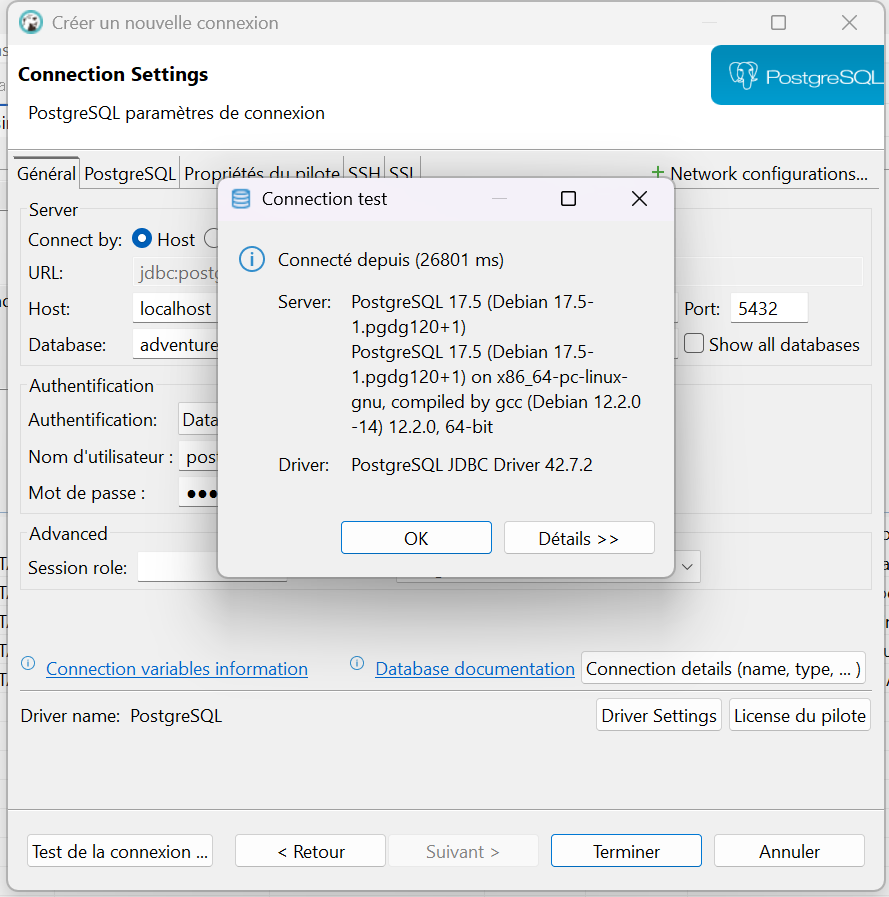 Créer un nouvelle connexion
Connection Settings
PostgreSQL paramètres de connexion
PostgreSQL
Général
PostgreSQL
Propriétés du pilote
SSH
SSL
Network configurations...
Server
Connect by:
Host
URL:
Host:
localhost
Port:
5432
Database:
Show all databases
Authentification
Authentification:
Nom d'utilisateur :
Mot de passe :
Advanced
Session role:
Connection test
Connecté depuis (26801 ms)
Server:
PostgreSQL 17.5 (Debian 17.5-
1.pgdg120+1)
PostgreSQL 17.5 (Debian 17.5-
1.pgdg120+1) on x86_64-pc-linux-
gnu, compiled by gcc (Debian 12.2.0
-14) 12.2.0, 64-bit
Driver:
PostgreSQL JDBC Driver 42.7.2
OK
Détails >>
Connection variables information
Database documentation
Connection details (name, type, ... )
Driver name:
PostgreSQL
Driver Settings
License du pilote
Test de la connexion ...
< Retour
Suivant >
Terminer
Annuler